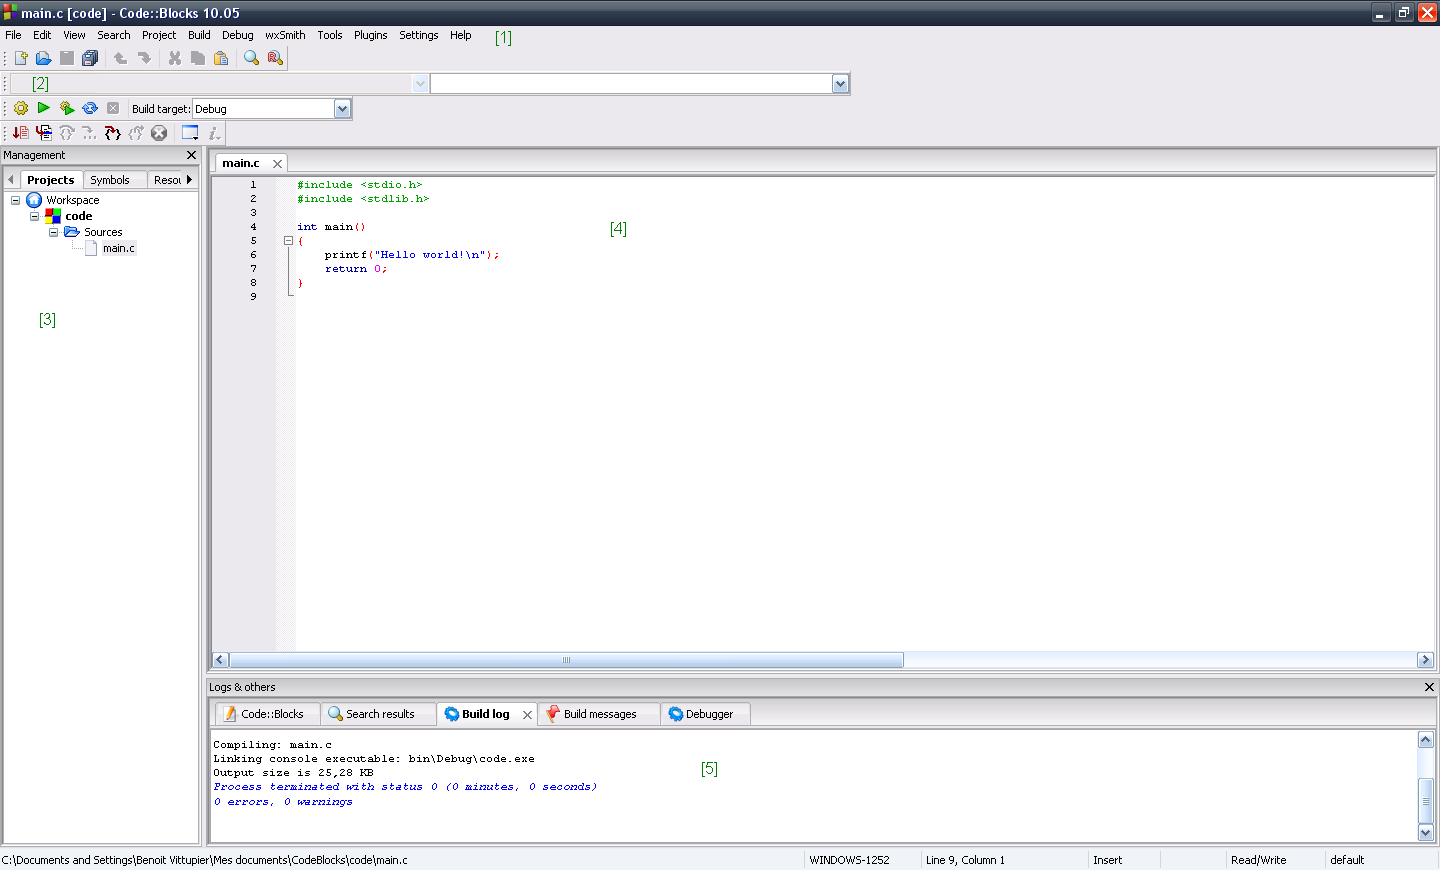 main.c [code] - Code::Blocks 10.05
File Edit View Search Project Build Debug wxSmith Tools Plugins Settings Help [1]
[2]
Build target: Debug
Management
Projects Symbols Resou
Workspace
code
Sources
main.c
[3]
main.c
1 #include <stdio.h>
2 #include <stdlib.h>
3
4 int main()
[4]
5 {
6 printf("Hello world!\n");
7 return 0;
8 }
9
Logs & others
Code::Blocks Search results Build log Build messages Debugger
Compiling: main.c
Linking console executable: bin\Debug\code.exe
[5]
Output size is 25,28 KB
Process terminated with status 0 (0 minutes, 0 seconds)
0 errors, 0 warnings
C:\Documents and Settings\Benoit Vittupier\Mes documents\CodeBlocks\code\main.c WINDOWS-1252 Line 9, Column 1 Insert Read/Write default